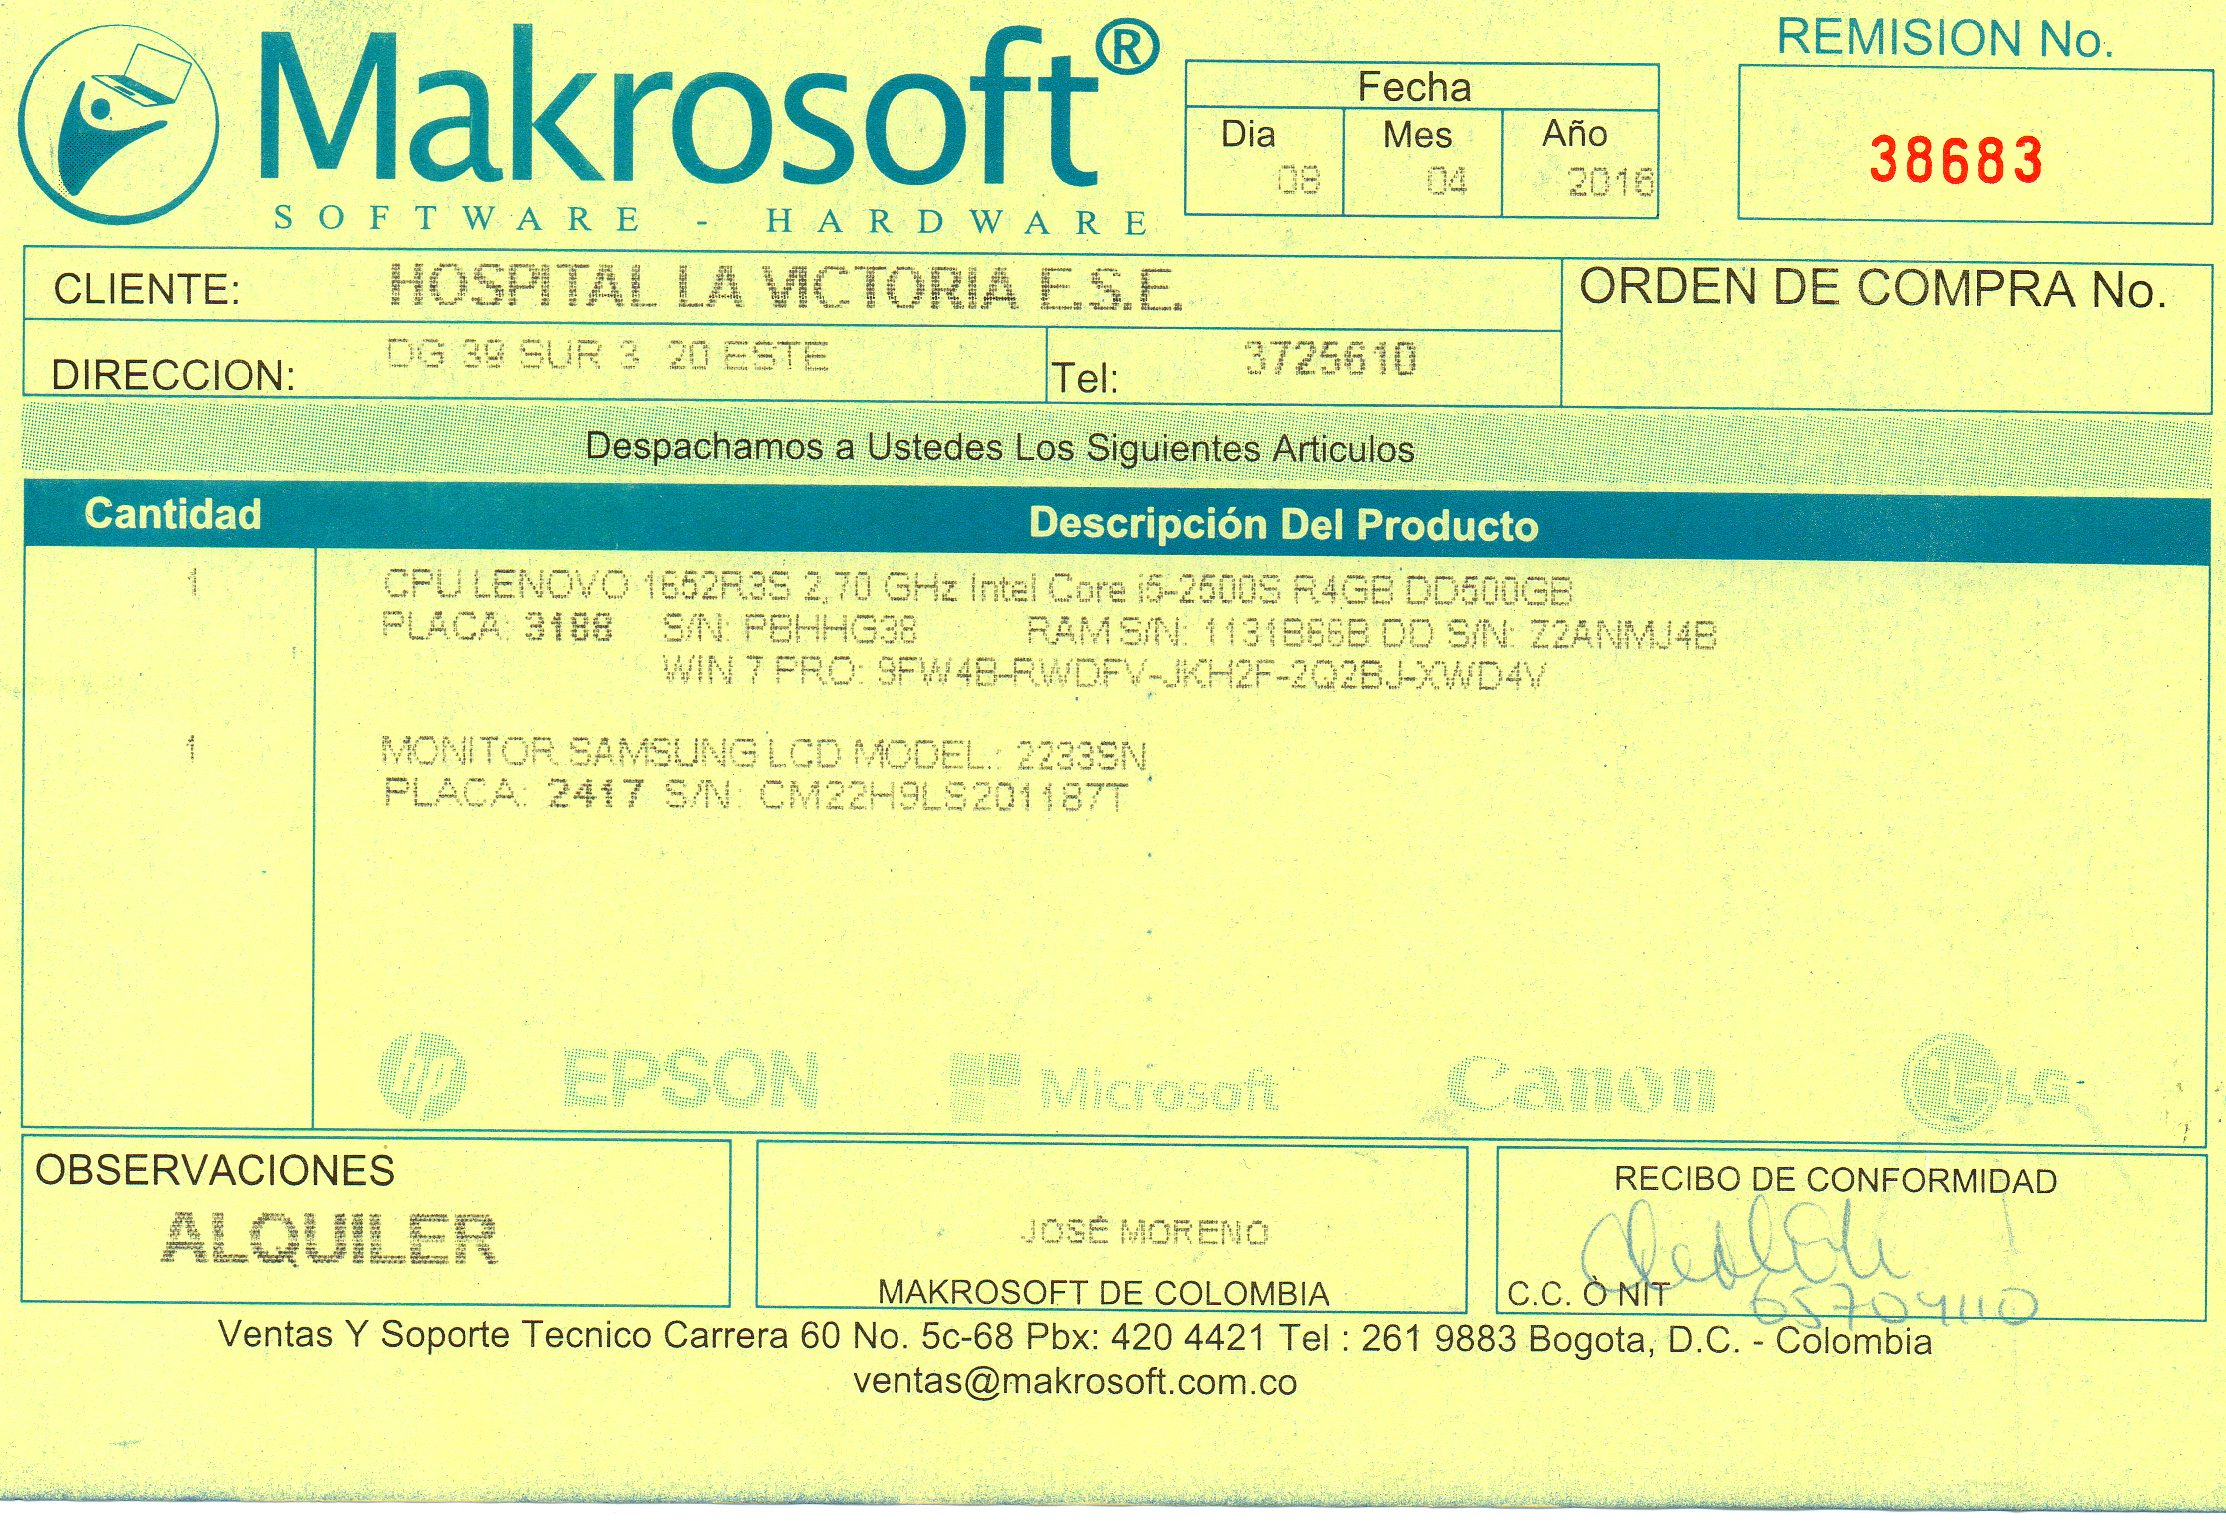 Makrosoft®
SOFTWARE - HARDWARE
Fecha
Dia Mes Año
08 04 2016
REMISION No.
38683
CLIENTE: HOSPITAL LA VICTORIA E.S.E.
ORDEN DE COMPRA No.
DIRECCION: DG 39 SUR 3 20 ESTE Tel: 3725610
Despachamos a Ustedes Los Siguientes Articulos
Cantidad Descripción Del Producto
1 CPU LENOVO 1662R3S 2,70 GHz Intel Core i5-2500S R4GB DD500GB
PLACA: 3188 S/N: PBHHG38 RAM S/N: 1131B66B DD S/N: Z2ANMJ4B
WIN 7 PRO: 9FW4B-RWDFV-JKH2F-2Q2BJ-XWD4V
1 MONITOR SAMSUNG LCD MODEL.: 2233SN
PLACA: 2417 S/N: CM22H9LS201187T
hp EPSON Microsoft Canon LG
OBSERVACIONES
ALQUILER
JOSÉ MORENO
MAKROSOFT DE COLOMBIA
RECIBO DE CONFORMIDAD
C.C. Ò NIT 65704110
Ventas Y Soporte Tecnico Carrera 60 No. 5c-68 Pbx: 420 4421 Tel : 261 9883 Bogota, D.C. - Colombia
ventas@makrosoft.com.co